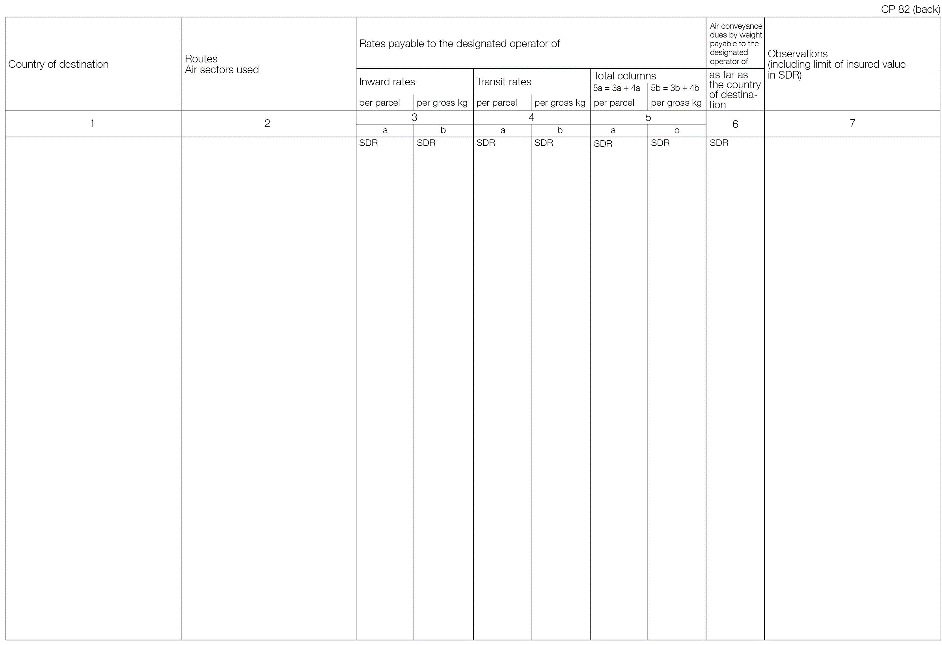 CP 82 (back)
Country of destination
Routes
Air sectors used
Rates payable to the designated operator of
Air conveyance
dues by weight
payable to the
designated
operator of
Observations
(including limit of insured value
in SDR)
Inward rates
Transit rates
Total columns
5a = 3a + 4a
5b = 3b + 4b
as far as
the country
of destina-
tion
per parcel
per gross kg
per parcel
per gross kg
per parcel
per gross kg
1
2
3
4
5
6
7
a
b
a
b
a
b
SDR
SDR
SDR
SDR
SDR
SDR
SDR